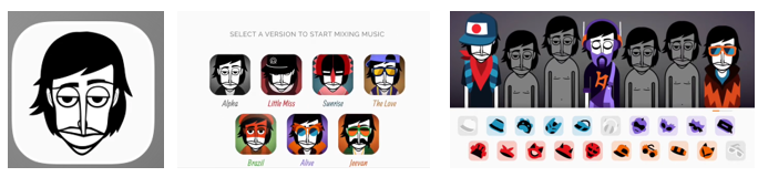 SELECT A VERSION TO START MIXING MUSIC
Alpha Little Miss Sunrise The Love
Brazil Alive Jeevan